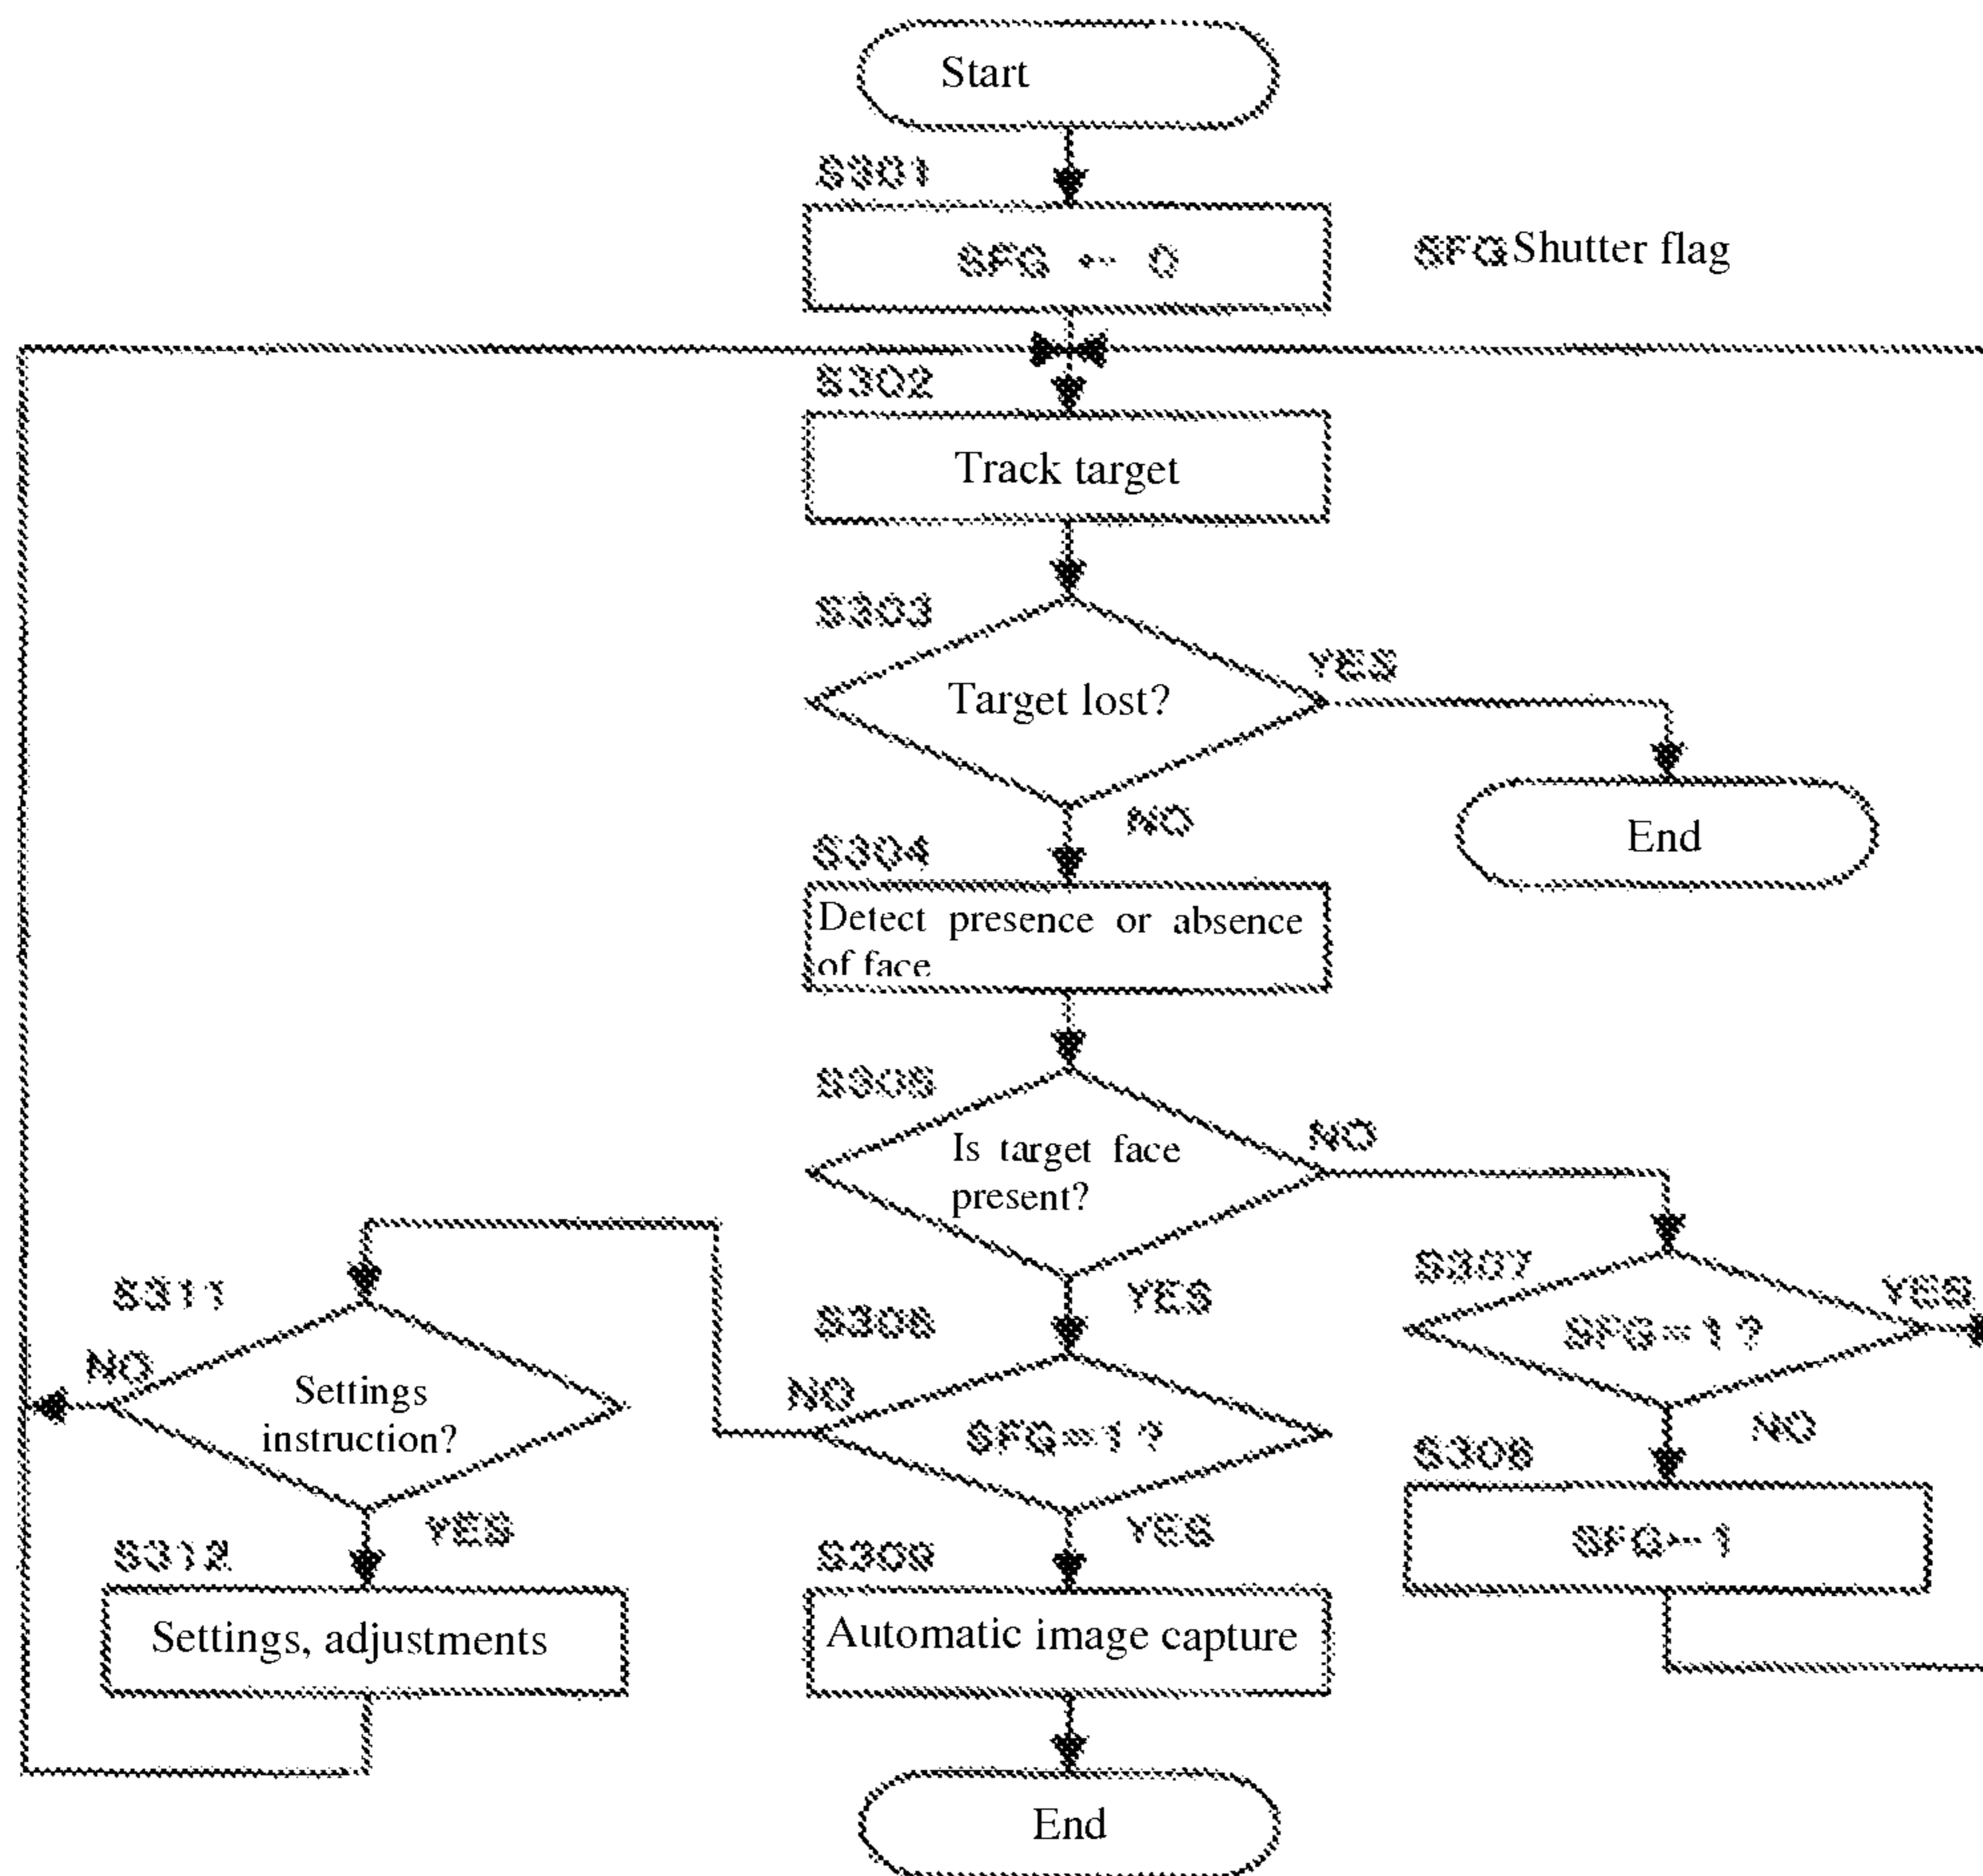 Start
S301
SFG ← 0
SFG Shutter flag
S302
Track target
S303
Target lost?
YES
End
NO
S304
Detect presence or absence
of face
S305
Is target face
present?
NO
YES
S307
SFG=1?
YES
NO
S308
SFG←1
S306
SFG=1?
NO
YES
S311
Settings
instruction?
NO
YES
S312
Settings, adjustments
S309
Automatic image capture
End